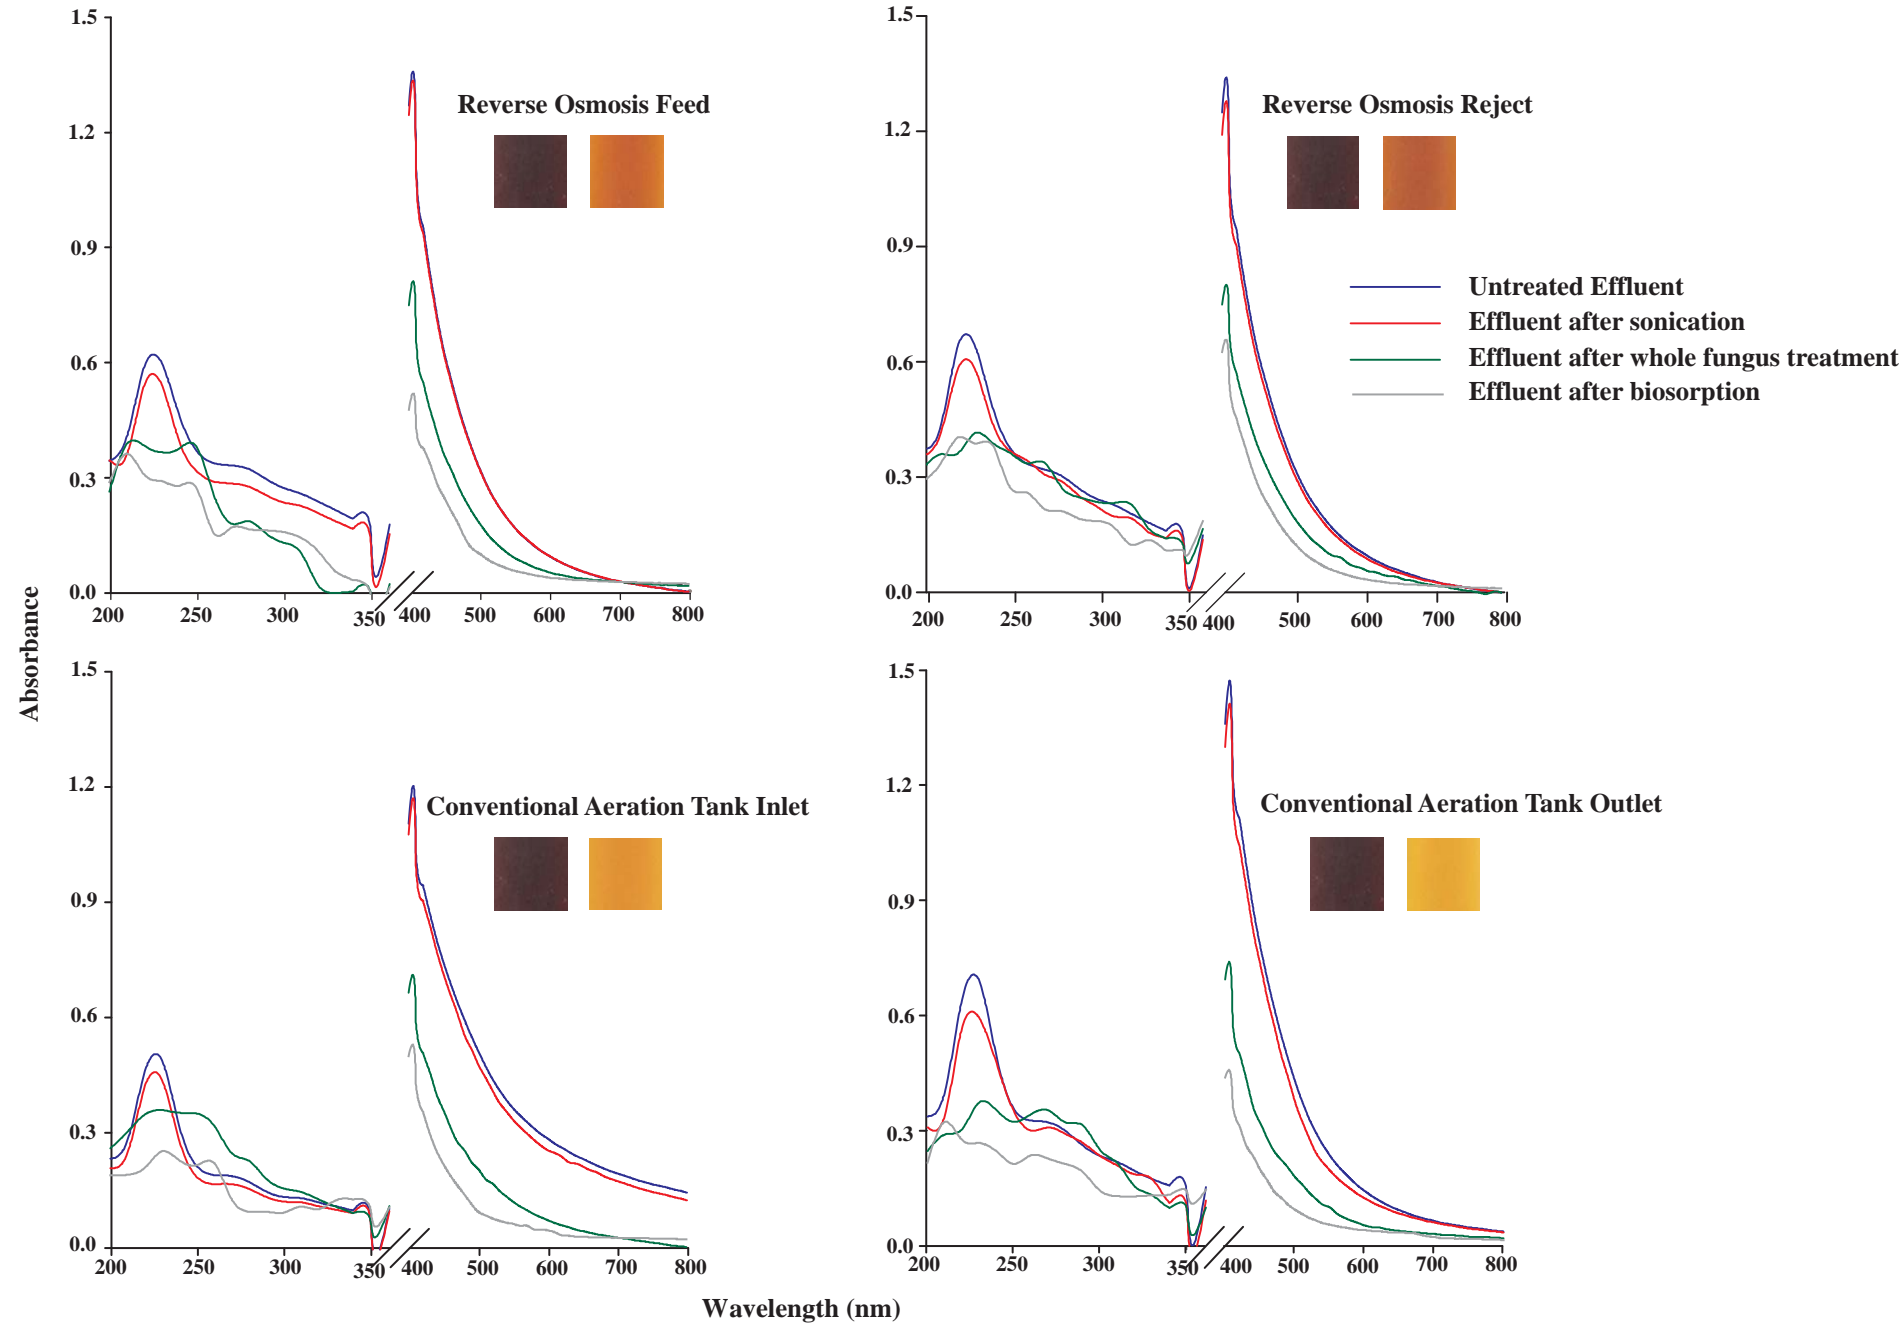 1.5
1.2
0.9
0.6
0.3
0.0
200 250 300 350 400 500 600 700 800
Reverse Osmosis Feed
1.5
1.2
0.9
0.6
0.3
0.0
200 250 300 350 400 500 600 700 800
Reverse Osmosis Reject
Untreated Effluent
Effluent after sonication
Effluent after whole fungus treatment
Effluent after biosorption
Absorbance
1.5
1.2
0.9
0.6
0.3
0.0
200 250 300 350 400 500 600 700 800
Conventional Aeration Tank Inlet
1.5
1.2
0.9
0.6
0.3
0.0
200 250 300 350 400 500 600 700 800
Conventional Aeration Tank Outlet
Wavelength (nm)